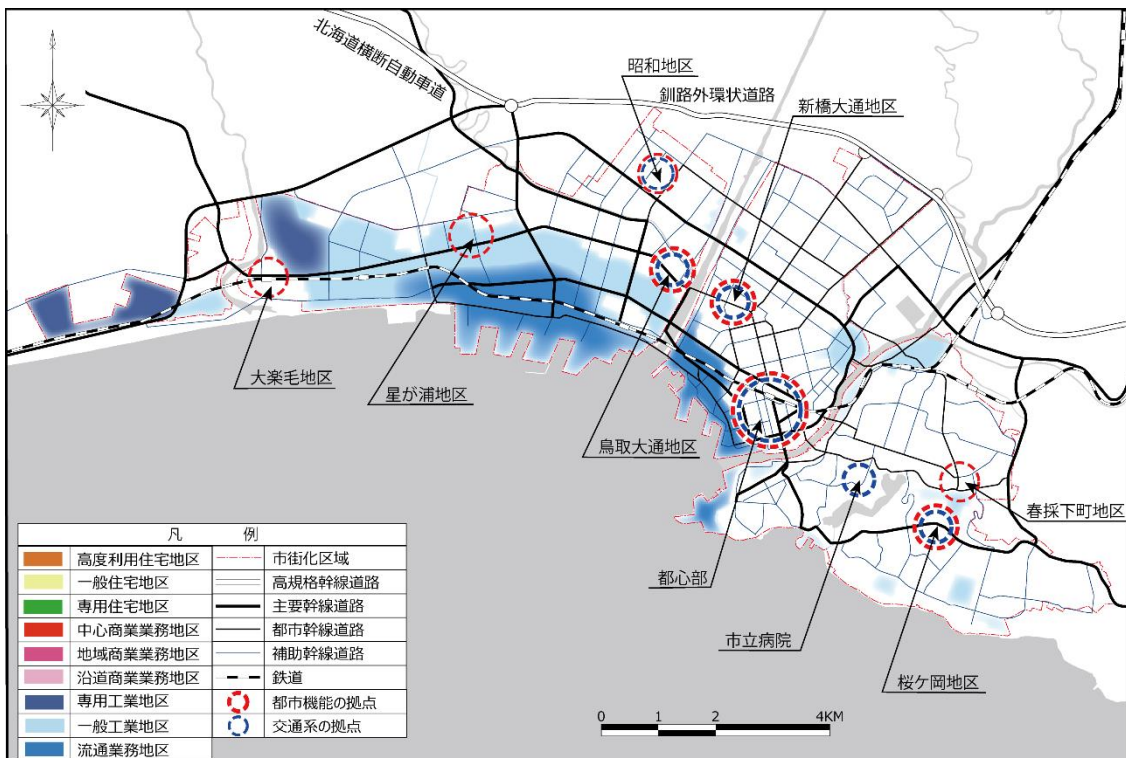 北海道横断自動車道
昭和地区
釧路外環状道路
新橋大通地区
大楽毛地区
星が浦地区
鳥取大通地区
春採下町地区
都心部
市立病院
桜ケ岡地区
凡 例
高度利用住宅地区 市街化区域
一般住宅地区 高規格幹線道路
専用住宅地区 主要幹線道路
中心商業業務地区 都市幹線道路
地域商業業務地区 補助幹線道路
沿道商業業務地区 鉄道
専用工業地区 都市機能の拠点
一般工業地区 交通系の拠点
流通業務地区
0 1 2 4KM